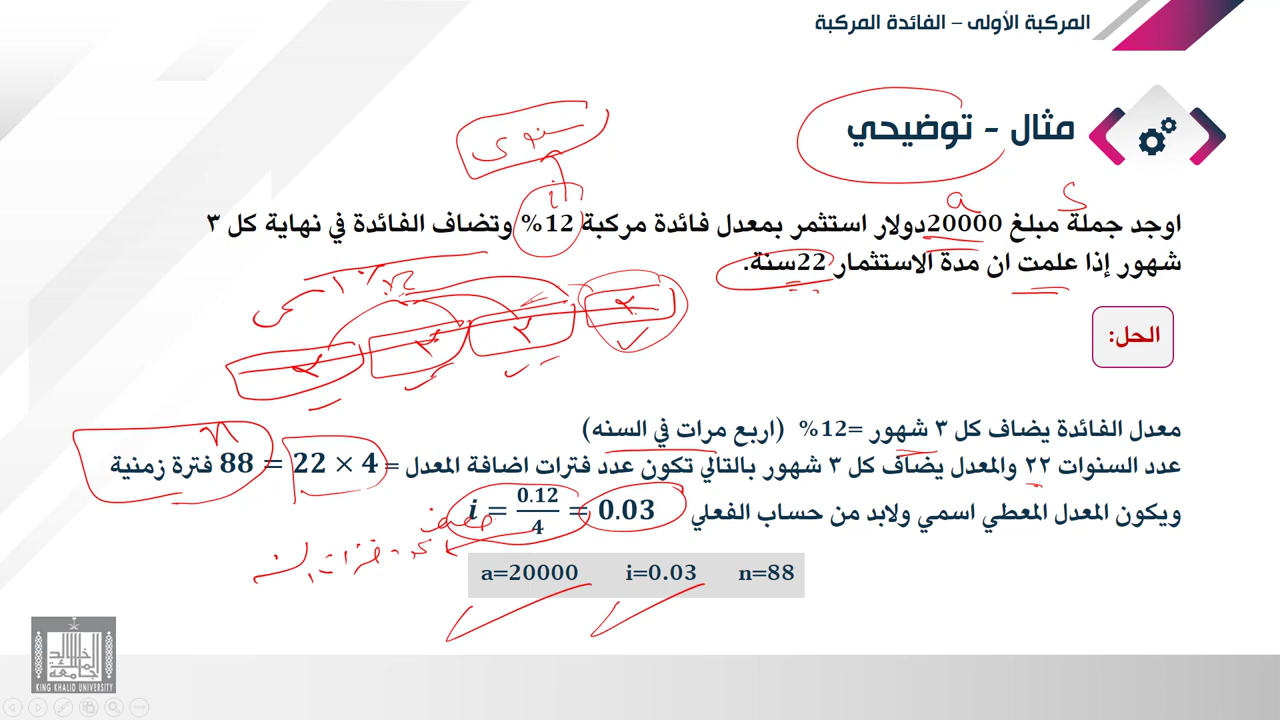 المركبة الأولى – الفائدة المركبة
مثال - توضيحي
سنوى
i
a
S
اوجد جملة مبلغ 20000دولار استثمر بمعدل فائدة مركبة 12% وتضاف الفائدة في نهاية كل ٣
شهور إذا علمت ان مدة الاستثمار 22سنة.
الحل:
معدل الفائدة يضاف كل ٣ شهور =12% (اربع مرات في السنه)
n
عدد السنوات ٢٢ والمعدل يضاف كل ٣ شهور بالتالي تكون عدد فترات اضافة المعدل = 22 × 4 = 88 فترة زمنية
ويكون المعدل المعطي اسمي ولابد من حساب الفعلي i = 0.12/4 = 0.03
a=20000 i=0.03 n=88
KING KHALID UNIVERSITY